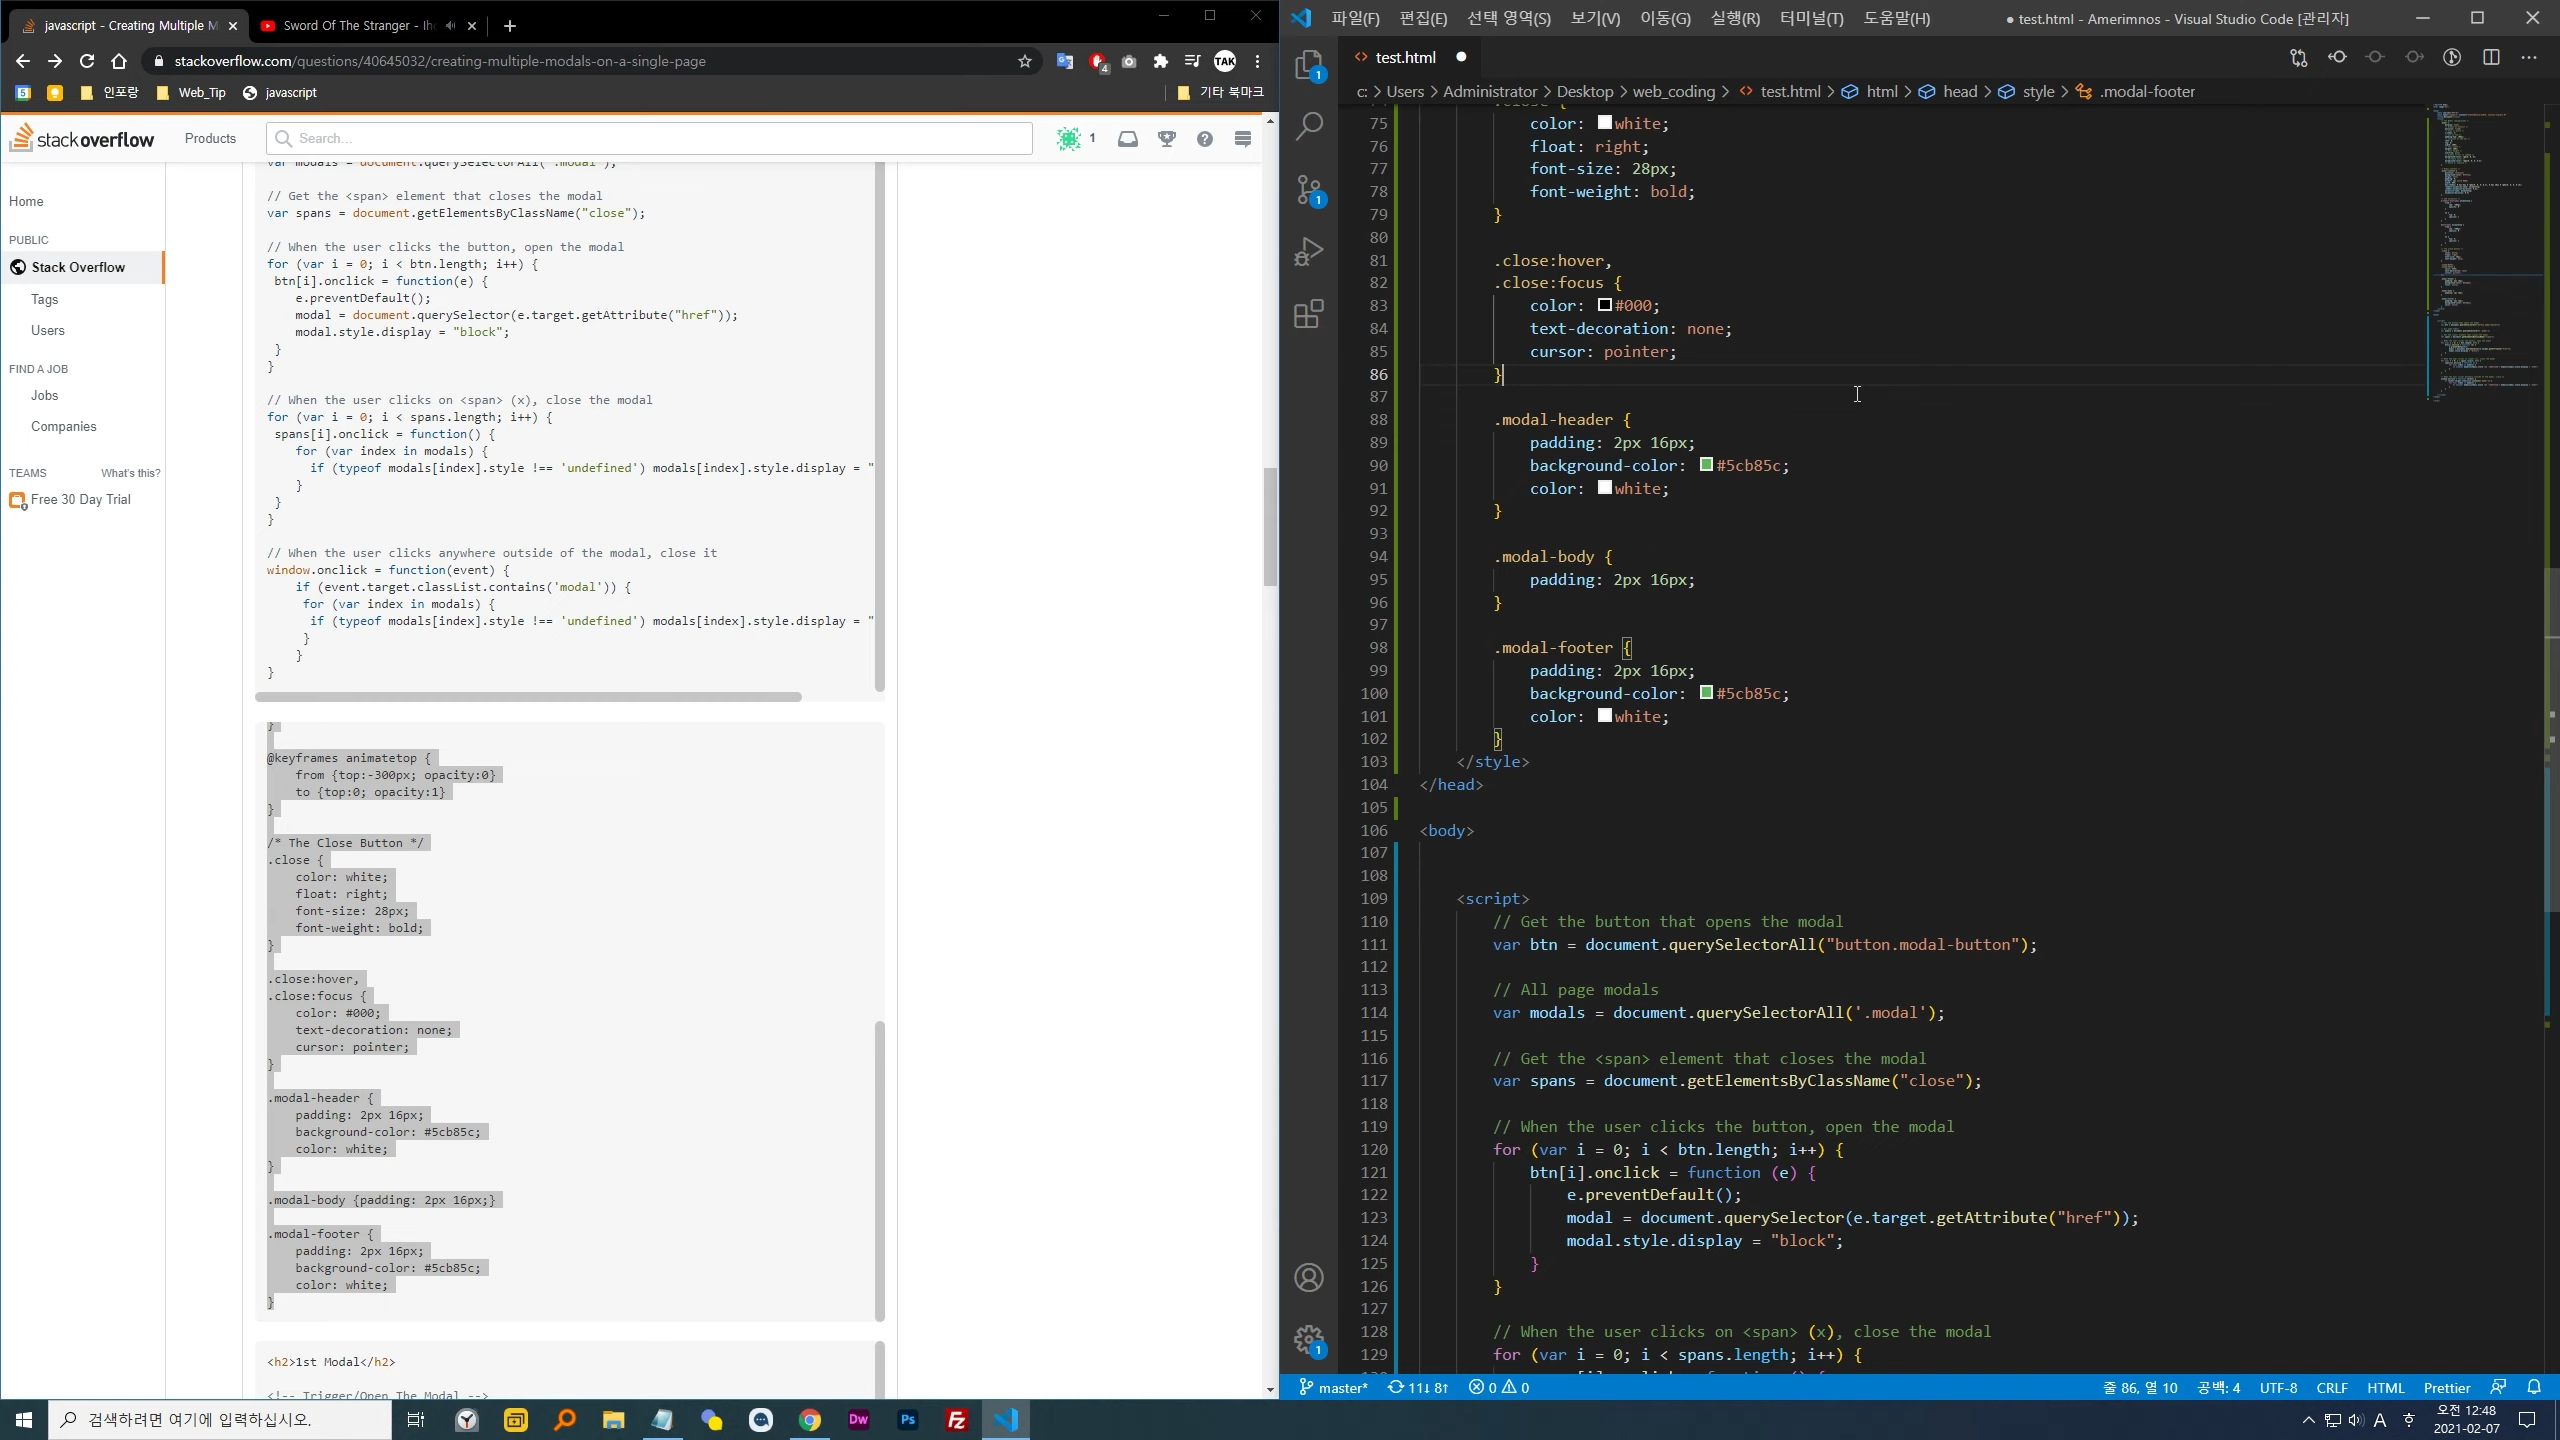 javascript - Creating Multiple M
Sword Of The Stranger - Ih
stackoverflow.com/questions/40645032/creating-multiple-modals-on-a-single-page
4
TAK
인포랑
Web_Tip
javascript
기타 북마크
stackoverflow
Products
Search...
1
Home
PUBLIC
Stack Overflow
Tags
Users
FIND A JOB
Jobs
Companies
TEAMS
What's this?
Free 30 Day Trial
var modals = document.querySelectorAll('.modal');
// Get the <span> element that closes the modal
var spans = document.getElementsByClassName("close");
// When the user clicks the button, open the modal
for (var i = 0; i < btn.length; i++) {
btn[i].onclick = function(e) {
e.preventDefault();
modal = document.querySelector(e.target.getAttribute("href"));
modal.style.display = "block";
}
}
// When the user clicks on <span> (x), close the modal
for (var i = 0; i < spans.length; i++) {
spans[i].onclick = function() {
for (var index in modals) {
if (typeof modals[index].style !== 'undefined') modals[index].style.display = "
}
}
}
// When the user clicks anywhere outside of the modal, close it
window.onclick = function(event) {
if (event.target.classList.contains('modal')) {
for (var index in modals) {
if (typeof modals[index].style !== 'undefined') modals[index].style.display = "
}
}
}
}
@keyframes animatetop {
from {top:-300px; opacity:0}
to {top:0; opacity:1}
}
/* The Close Button */
.close {
color: white;
float: right;
font-size: 28px;
font-weight: bold;
}
.close:hover,
.close:focus {
color: #000;
text-decoration: none;
cursor: pointer;
}
.modal-header {
padding: 2px 16px;
background-color: #5cb85c;
color: white;
}
.modal-body {padding: 2px 16px;}
.modal-footer {
padding: 2px 16px;
background-color: #5cb85c;
color: white;
}
<h2>1st Modal</h2>
<!-- Trigger/Open The Modal -->
파일(F) 편집(E) 선택 영역(S) 보기(V) 이동(G) 실행(R) 터미널(T) 도움말(H)
● test.html - Amerimnos - Visual Studio Code [관리자]
test.html
c: > Users > Administrator > Desktop > web_coding > test.html > html > head > style > .modal-footer
1
1
1
74 .close {
75 color: white;
76 float: right;
77 font-size: 28px;
78 font-weight: bold;
79 }
80
81 .close:hover,
82 .close:focus {
83 color: #000;
84 text-decoration: none;
85 cursor: pointer;
86 }
87
88 .modal-header {
89 padding: 2px 16px;
90 background-color: #5cb85c;
91 color: white;
92 }
93
94 .modal-body {
95 padding: 2px 16px;
96 }
97
98 .modal-footer {
99 padding: 2px 16px;
100 background-color: #5cb85c;
101 color: white;
102 }
103 </style>
104 </head>
105
106 <body>
107
108
109 <script>
110 // Get the button that opens the modal
111 var btn = document.querySelectorAll("button.modal-button");
112
113 // All page modals
114 var modals = document.querySelectorAll('.modal');
115
116 // Get the <span> element that closes the modal
117 var spans = document.getElementsByClassName("close");
118
119 // When the user clicks the button, open the modal
120 for (var i = 0; i < btn.length; i++) {
121 btn[i].onclick = function (e) {
122 e.preventDefault();
123 modal = document.querySelector(e.target.getAttribute("href"));
124 modal.style.display = "block";
125 }
126 }
127
128 // When the user clicks on <span> (x), close the modal
129 for (var i = 0; i < spans.length; i++) {
master* 11↓ 8↑ 0 0
줄 86, 열 10 공백: 4 UTF-8 CRLF HTML Prettier
검색하려면 여기에 입력하십시오.
Dw
Ps
Fz
A
오전 12:48
2021-02-07